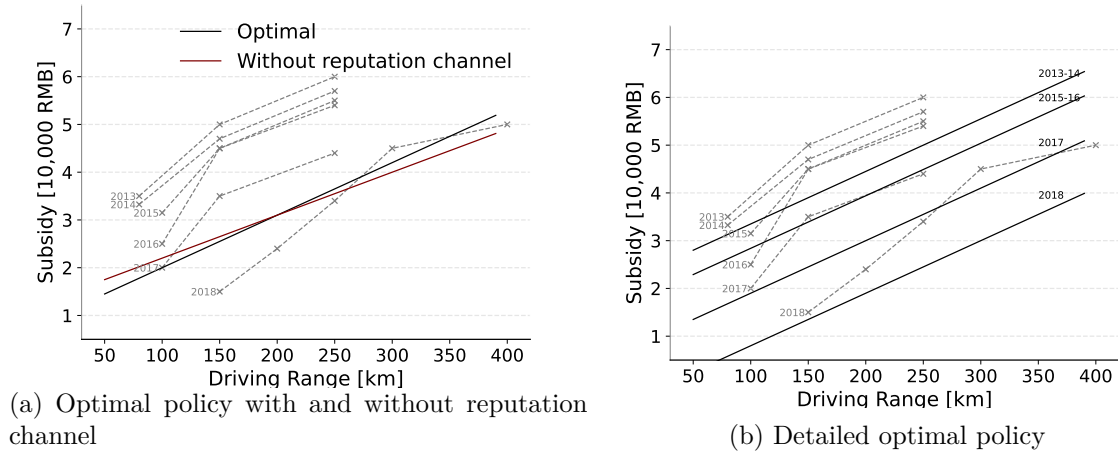 7
6
5
4
3
2
1
Subsidy [10,000 RMB]
Optimal
Without reputation channel
2013
2014
2015
2016
2017
2018
50 100 150 200 250 300 350 400
Driving Range [km]
(a) Optimal policy with and without reputation
channel
7
6
5
4
3
2
1
Subsidy [10,000 RMB]
2013-14
2015-16
2017
2018
2013
2014
2015
2016
2017
2018
50 100 150 200 250 300 350 400
Driving Range [km]
(b) Detailed optimal policy